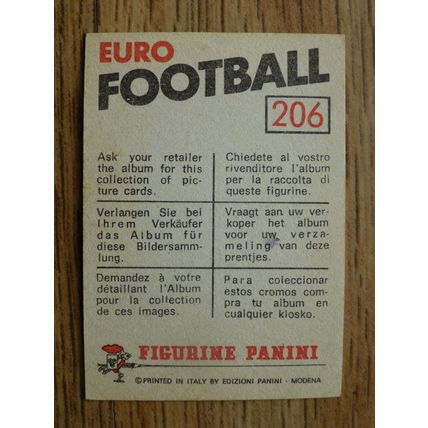 EURO
FOOTBALL
206
Ask your retailer
the album for this
collection of pic-
ture cards.
Chiedete al vostro
rivenditore l'album
per la raccolta di
queste figurine.
Verlangen Sie bei
Ihrem Verkäufer
das Album für
diese Bildersamm-
lung.
Vraagt aan uw ver-
koper het album
voor uw verza-
meling van deze
prentjes.
Demandez à votre
détaillant l'Album
pour la collection
de ces images.
Para coleccionar
estos cromos com-
pra tu album en
cualquier kiosko.
FIGURINE PANINI
©PRINTED IN ITALY BY EDIZIONI PANINI - MODENA